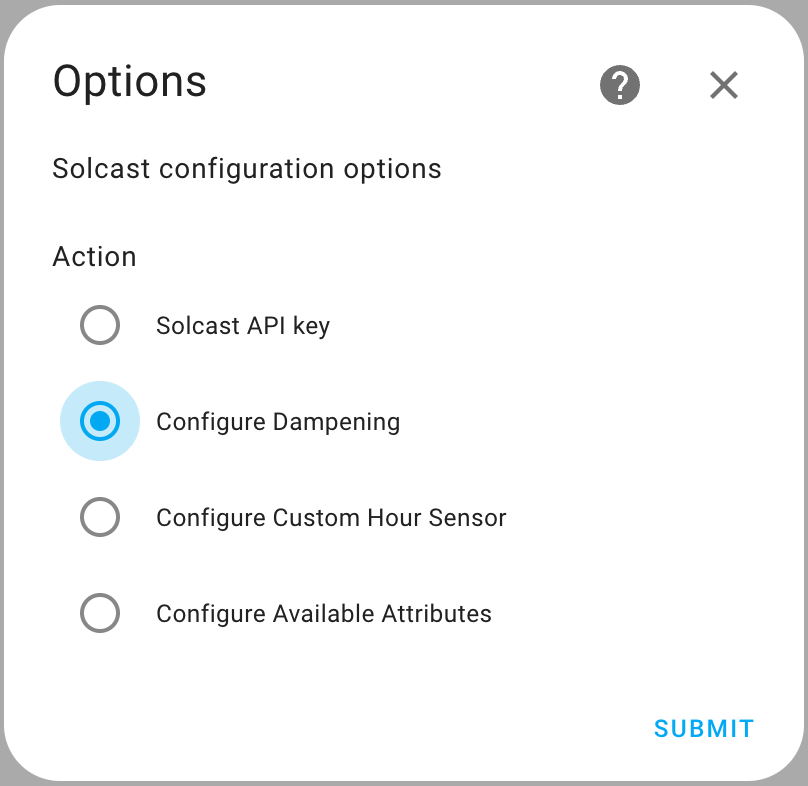 Options
Solcast configuration options
Action
Solcast API key
Configure Dampening
Configure Custom Hour Sensor
Configure Available Attributes
SUBMIT